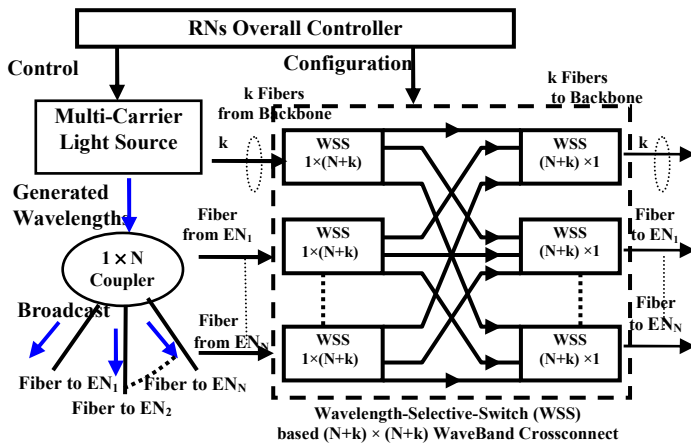 RNs Overall Controller
Control
Configuration
k Fibers
from Backbone
k Fibers
to Backbone
Multi-Carrier
Light Source
k
WSS
1×(N+k)
WSS
(N+k) ×1
k
Generated
Wavelengths
Fiber
from EN₁
WSS
1×(N+k)
WSS
(N+k) ×1
Fiber
to EN₁
1 × N
Coupler
Broadcast
Fiber
from EN_N
WSS
1×(N+k)
WSS
(N+k) ×1
Fiber
to EN_N
Fiber to EN₁
Fiber to EN₂
Fiber to EN_N
Wavelength-Selective-Switch (WSS)
based (N+k) × (N+k) WaveBand Crossconnect